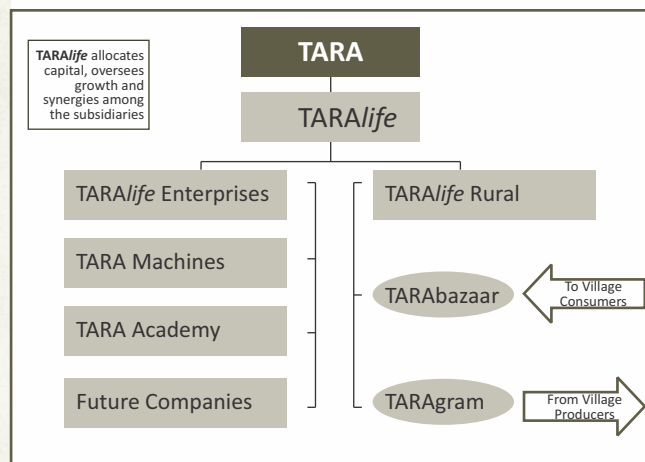 TARA
TARAlife allocates
capital, oversees
growth and
synergies among
the subsidiaries
TARAlife
TARAlife Enterprises
TARA Machines
TARA Academy
Future Companies
TARAlife Rural
TARAbazaar
To Village
Consumers
TARAgram
From Village
Producers